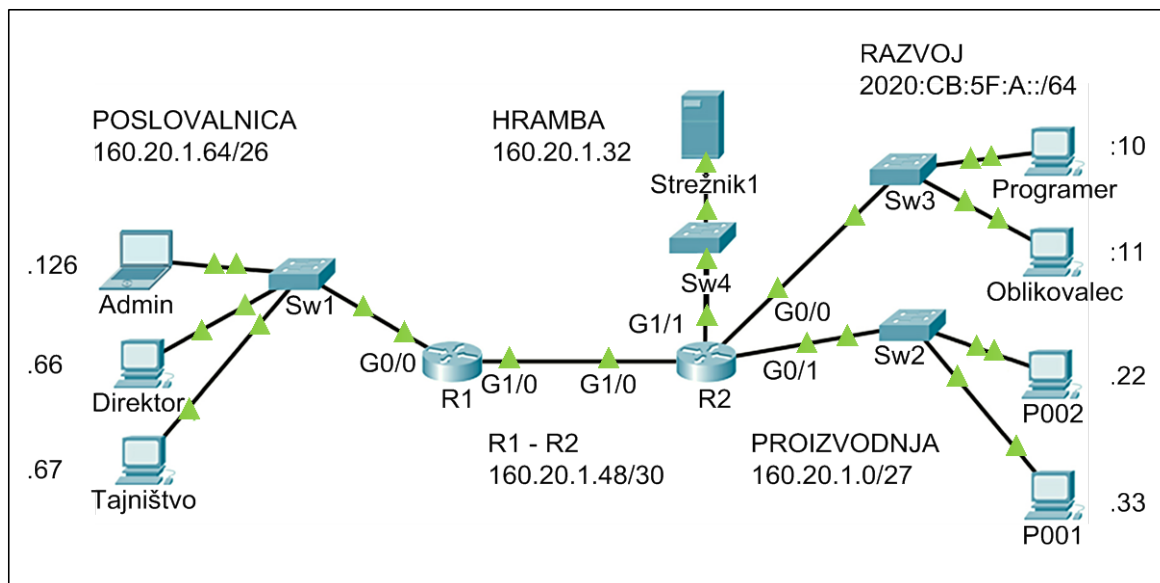 RAZVOJ
2020:CB:5F:A::/64
POSLOVALNICA
160.20.1.64/26
HRAMBA
160.20.1.32
Strežnik1
Sw4
G1/1
Sw3
G0/0
:10
Programer
:11
Oblikovalec
.126
Admin
Sw1
G0/0
.66
Direktor
.67
Tajništvo
R1
G1/0
G1/0
R2
G0/1
Sw2
.22
P002
R1 - R2
160.20.1.48/30
PROIZVODNJA
160.20.1.0/27
.33
P001